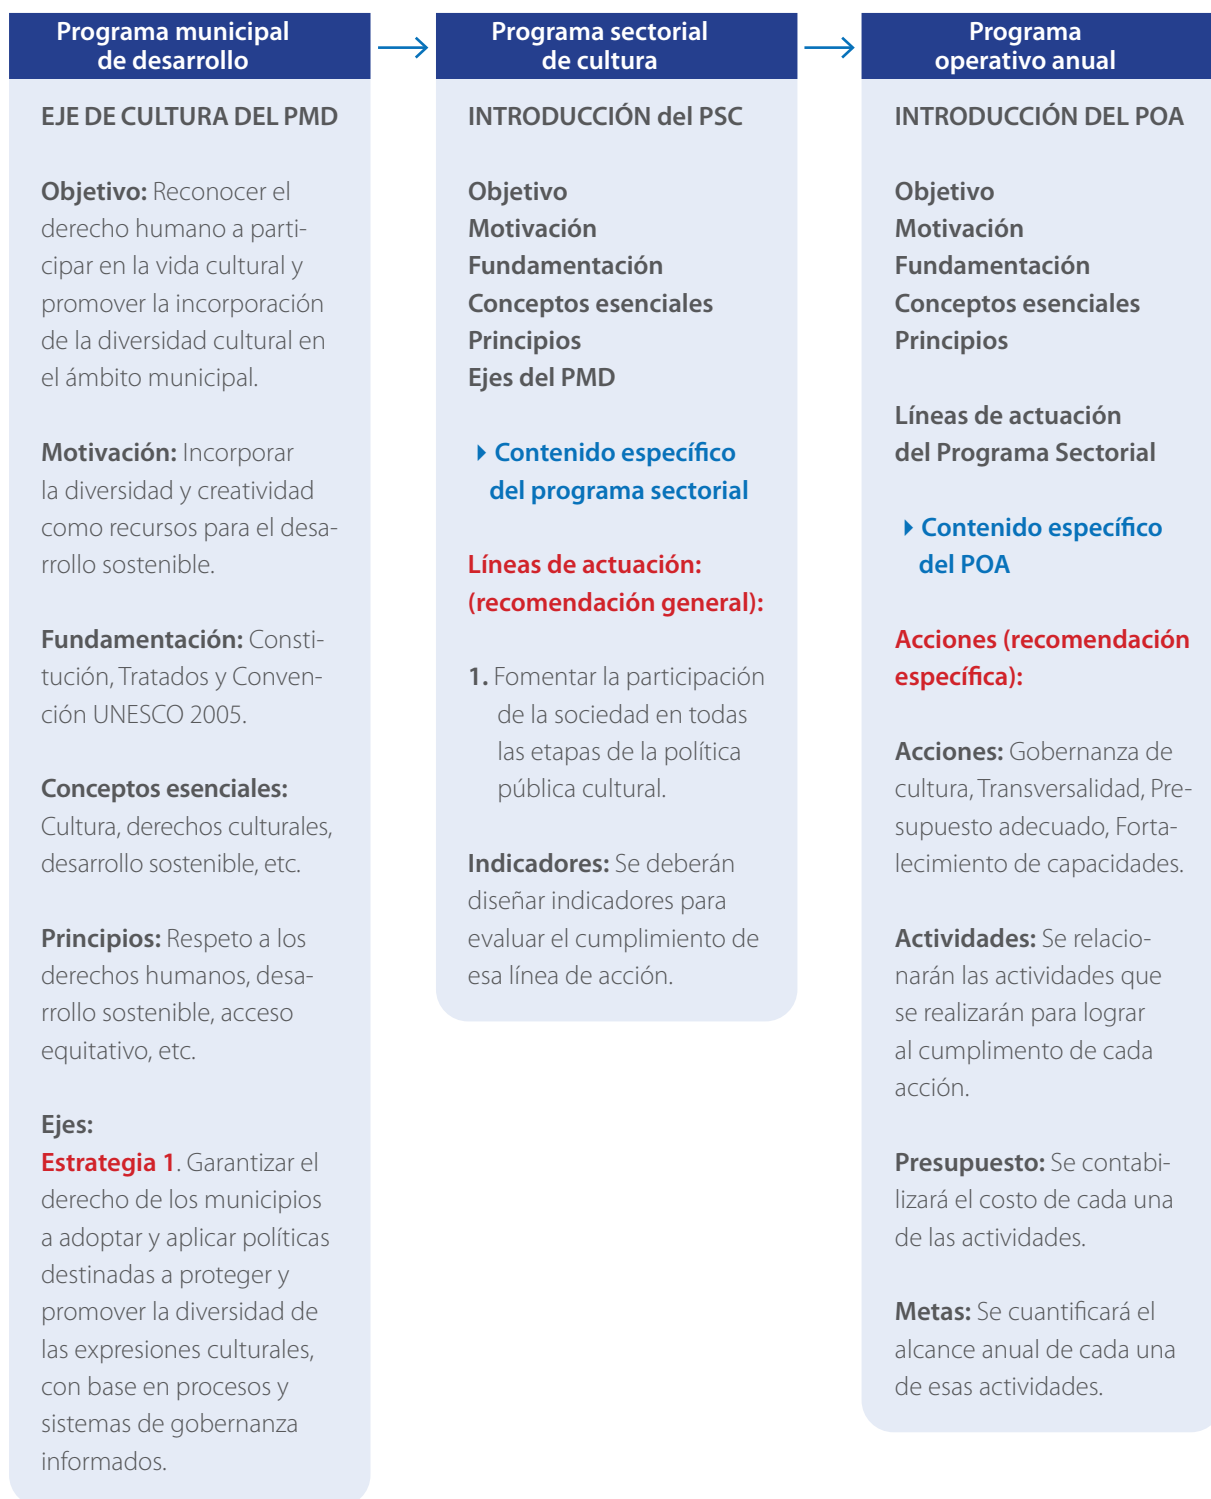 Programa municipal
de desarrollo
EJE DE CULTURA DEL PMD
Objetivo: Reconocer el
derecho humano a parti-
cipar en la vida cultural y
promover la incorporación
de la diversidad cultural en
el ámbito municipal.
Motivación: Incorporar
la diversidad y creatividad
como recursos para el desa-
rrollo sostenible.
Fundamentación: Consti-
tución, Tratados y Conven-
ción UNESCO 2005.
Conceptos esenciales:
Cultura, derechos culturales,
desarrollo sostenible, etc.
Principios: Respeto a los
derechos humanos, desa-
rrollo sostenible, acceso
equitativo, etc.
Ejes:
Estrategia 1. Garantizar el
derecho de los municipios
a adoptar y aplicar políticas
destinadas a proteger y
promover la diversidad de
las expresiones culturales,
con base en procesos y
sistemas de gobernanza
informados.
Programa sectorial
de cultura
INTRODUCCIÓN del PSC
Objetivo
Motivación
Fundamentación
Conceptos esenciales
Principios
Ejes del PMD
Contenido específico
del programa sectorial
Líneas de actuación:
(recomendación general):
1. Fomentar la participación
de la sociedad en todas
las etapas de la política
pública cultural.
Indicadores: Se deberán
diseñar indicadores para
evaluar el cumplimiento de
esa línea de acción.
Programa
operativo anual
INTRODUCCIÓN DEL POA
Objetivo
Motivación
Fundamentación
Conceptos esenciales
Principios
Líneas de actuación
del Programa Sectorial
Contenido específico
del POA
Acciones (recomendación
específica):
Acciones: Gobernanza de
cultura, Transversalidad, Pre-
supuesto adecuado, Forta-
lecimiento de capacidades.
Actividades: Se relacio-
narán las actividades que
se realizarán para lograr
al cumplimento de cada
acción.
Presupuesto: Se contabi-
lizará el costo de cada una
de las actividades.
Metas: Se cuantificará el
alcance anual de cada una
de esas actividades.